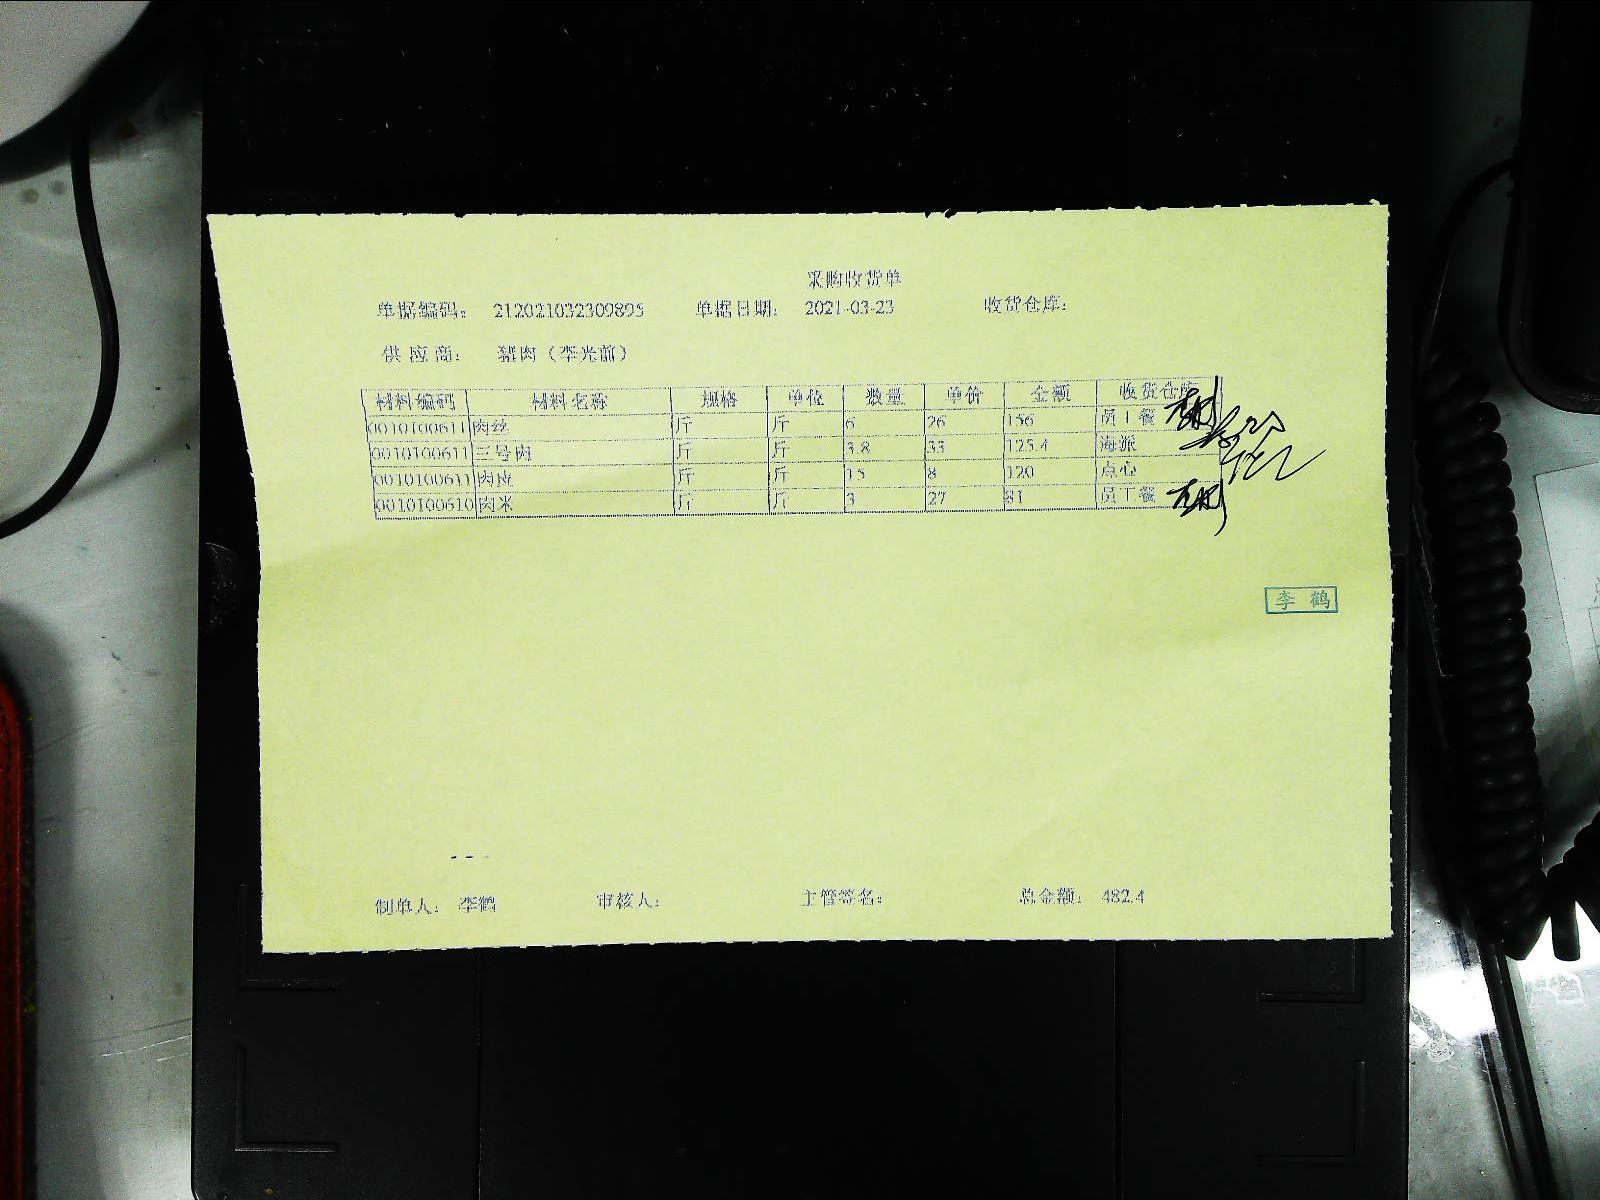 采购收货单
单据编码： 212021032309895 单据日期： 2021-03-23 收货仓库：
供应商： 猪肉（李光前）
材料编码 材料名称 规格 单位 数量 单价 金额 收货仓库
0010100611 肉丝 斤 斤 6 26 156 员工餐
0010100611 三号肉 斤 斤 3.8 33 125.4 海派
0010100611 肉皮 斤 斤 15 8 120 点心
0010100610 肉米 斤 斤 3 27 81 员工餐
李鹤
制单人： 李鹤 审核人： 主管签名： 总金额： 482.4